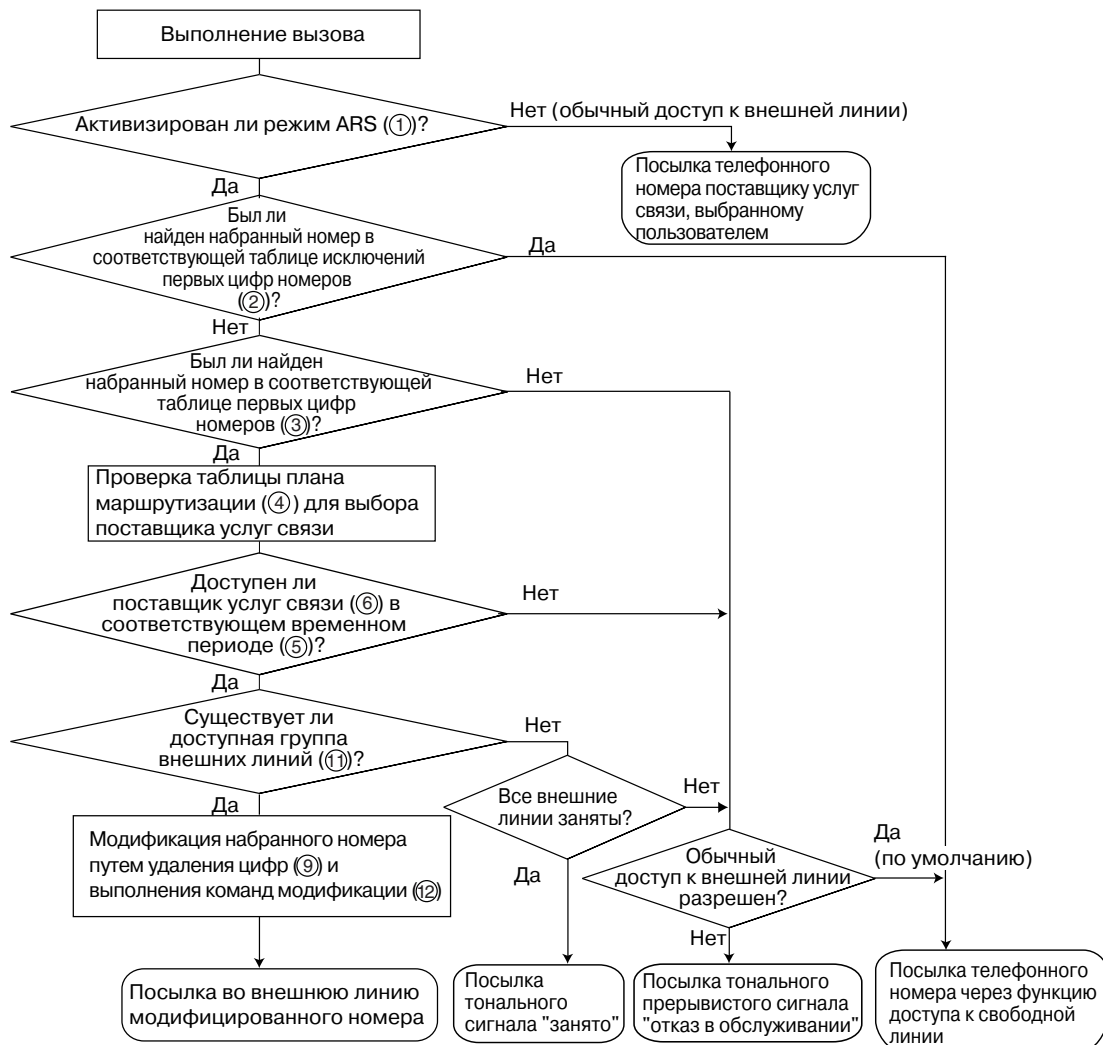 Выполнение вызова
Активизирован ли режим ARS (①)?
Нет (обычный доступ к внешней линии)
Посылка телефонного
номера поставщику услуг
связи, выбранному
пользователем
Да
Был ли
найден набранный номер в
соответствующей таблице исключений
первых цифр номеров
(②)?
Да
Нет
Был ли найден
набранный номер в соответствующей
таблице первых цифр
номеров (③)?
Нет
Да
Проверка таблицы плана
маршрутизации (④) для выбора
поставщика услуг связи
Доступен ли
поставщик услуг связи (⑥) в
соответствующем временном
периоде (⑤)?
Нет
Да
Существует ли
доступная группа
внешних линий (⑪)?
Нет
Все внешние
линии заняты?
Нет
Да
Да
Модификация набранного номера
путем удаления цифр (⑨) и
выполнения команд модификации (⑫)
Обычный
доступ к внешней линии
разрешен?
Да
(по умолчанию)
Нет
Посылка во внешнюю линию
модифицированного номера
Посылка
тонального
сигнала "занято"
Посылка тонального
прерывистого сигнала
"отказ в обслуживании"
Посылка телефонного
номера через функцию
доступа к свободной
линии